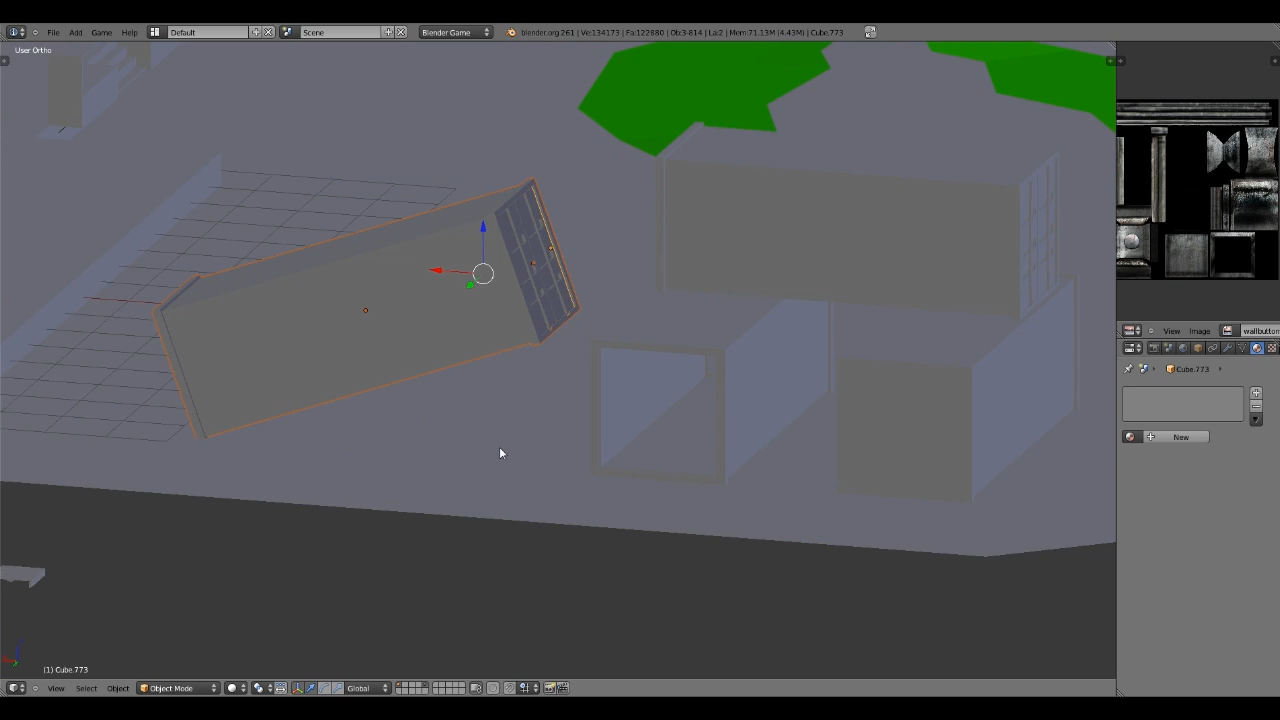 File Add Game Help Default Scene Blender Game blender.org 261 | Ve:134173 | Fa:122880 | Ob:3-814 | La:2 | Mem:71.13M (4.43M) | Cube.773
User Ortho
View Image wallbutton
Cube.773
New
(1) Cube.773
View Select Object Object Mode Global